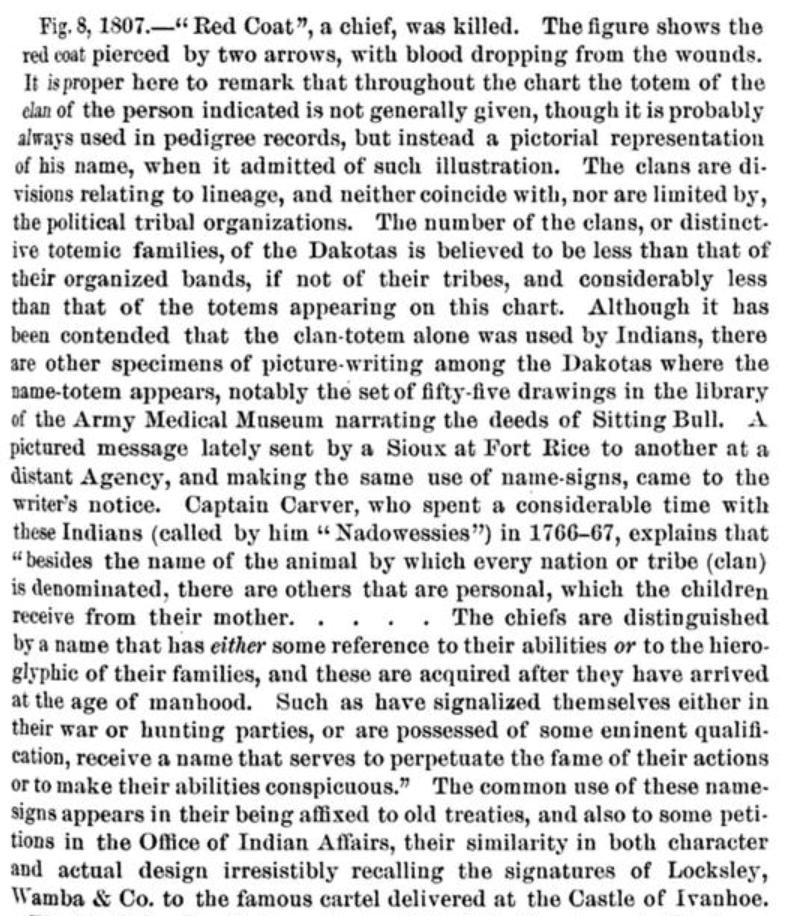 Fig. 8, 1807.—“Red Coat”, a chief, was killed. The figure shows the
red coat pierced by two arrows, with blood dropping from the wounds.
It is proper here to remark that throughout the chart the totem of the
clan of the person indicated is not generally given, though it is probably
always used in pedigree records, but instead a pictorial representation
of his name, when it admitted of such illustration. The clans are di-
visions relating to lineage, and neither coincide with, nor are limited by,
the political tribal organizations. The number of the clans, or distinct-
ive totemic families, of the Dakotas is believed to be less than that of
their organized bands, if not of their tribes, and considerably less
than that of the totems appearing on this chart. Although it has
been contended that the clan-totem alone was used by Indians, there
are other specimens of picture-writing among the Dakotas where the
name-totem appears, notably the set of fifty-five drawings in the library
of the Army Medical Museum narrating the deeds of Sitting Bull. A
pictured message lately sent by a Sioux at Fort Rice to another at a
distant Agency, and making the same use of name-signs, came to the
writer's notice. Captain Carver, who spent a considerable time with
these Indians (called by him “Nadowessies”) in 1766–67, explains that
“besides the name of the animal by which every nation or tribe (clan)
is denominated, there are others that are personal, which the children
receive from their mother. . . . . The chiefs are distinguished
by a name that has either some reference to their abilities or to the hiero-
glyphic of their families, and these are acquired after they have arrived
at the age of manhood. Such as have signalized themselves either in
their war or hunting parties, or are possessed of some eminent qualifi-
cation, receive a name that serves to perpetuate the fame of their actions
or to make their abilities conspicuous.” The common use of these name-
signs appears in their being affixed to old treaties, and also to some peti-
tions in the Office of Indian Affairs, their similarity in both character
and actual design irresistibly recalling the signatures of Locksley,
Wamba & Co. to the famous cartel delivered at the Castle of Ivanhoe.